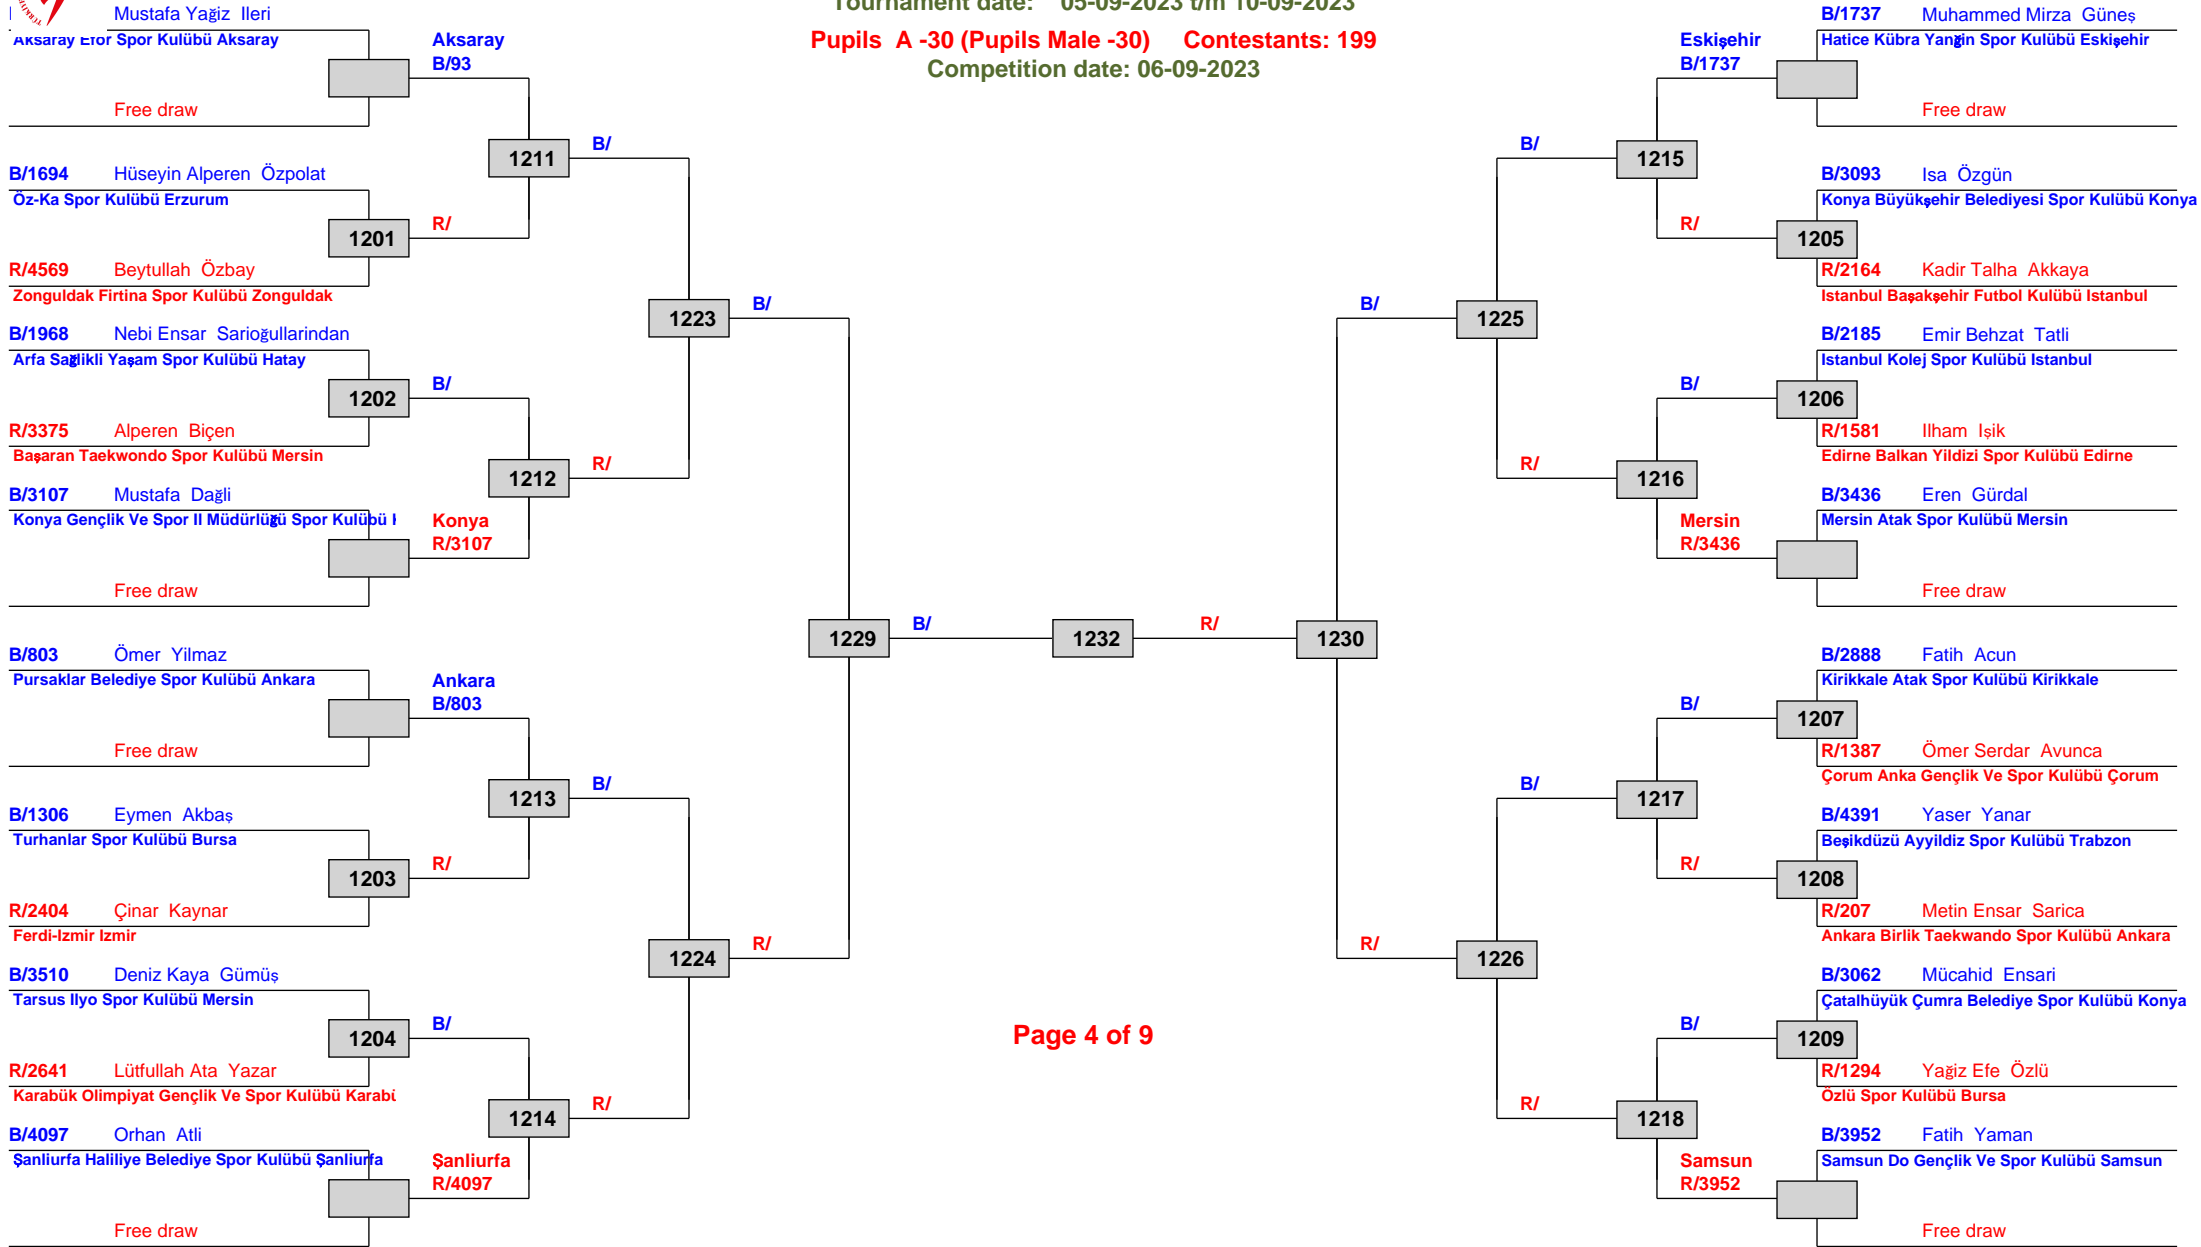 Tournament date: 05-09-2023 t/m 10-09-2023
Pupils A -30 (Pupils Male -30) Contestants: 199
Competition date: 06-09-2023
Mustafa Yağiz Ileri
Aksaray Efor Spor Kulübü Aksaray
Free draw
Aksaray
B/93
B/1694 Hüseyin Alperen Özpolat
Öz-Ka Spor Kulübü Erzurum
1201
R/4569 Beytullah Özbay
Zonguldak Firtina Spor Kulübü Zonguldak
R/
1211
B/
B/1968 Nebi Ensar Sarioğullarindan
Arfa Sağlikli Yaşam Spor Kulübü Hatay
1202
R/3375 Alperen Biçen
Başaran Taekwondo Spor Kulübü Mersin
B/
B/3107 Mustafa Dağli
Konya Gençlik Ve Spor Il Müdürlüğü Spor Kulübü
Free draw
Konya
R/3107
1212
R/
1223
B/
B/803 Ömer Yilmaz
Pursaklar Belediye Spor Kulübü Ankara
Free draw
Ankara
B/803
B/1306 Eymen Akbaş
Turhanlar Spor Kulübü Bursa
1203
R/2404 Çinar Kaynar
Ferdi-Izmir Izmir
R/
1213
B/
B/3510 Deniz Kaya Gümüş
Tarsus Ilyo Spor Kulübü Mersin
1204
R/2641 Lütfullah Ata Yazar
Karabük Olimpiyat Gençlik Ve Spor Kulübü Karabü
B/
B/4097 Orhan Atli
Şanliurfa Haliliye Belediye Spor Kulübü Şanliurfa
Free draw
Şanliurfa
R/4097
1214
R/
1224
R/
1229
B/
1232
R/
1230
B/
1225
B/
1215
Eskişehir
B/1737
B/1737 Muhammed Mirza Güneş
Hatice Kübra Yangin Spor Kulübü Eskişehir
Free draw
R/
B/3093 Isa Özgün
Konya Büyükşehir Belediyesi Spor Kulübü Konya
1205
R/2164 Kadir Talha Akkaya
Istanbul Başakşehir Futbol Kulübü Istanbul
R/
1216
B/
B/2185 Emir Behzat Tatli
Istanbul Kolej Spor Kulübü Istanbul
1206
R/1581 Ilham Işik
Edirne Balkan Yildizi Spor Kulübü Edirne
Mersin
R/3436
B/3436 Eren Gürdal
Mersin Atak Spor Kulübü Mersin
Free draw
R/
1226
B/
1217
B/
B/2888 Fatih Acun
Kirikkale Atak Spor Kulübü Kirikkale
1207
R/1387 Ömer Serdar Avunca
Çorum Anka Gençlik Ve Spor Kulübü Çorum
R/
B/4391 Yaser Yanar
Beşikdüzü Ayyildiz Spor Kulübü Trabzon
1208
R/207 Metin Ensar Sarica
Ankara Birlik Taekwando Spor Kulübü Ankara
R/
1218
B/
B/3062 Mücahid Ensari
Çatalhüyük Çumra Belediye Spor Kulübü Konya
1209
R/1294 Yağiz Efe Özlü
Özlü Spor Kulübü Bursa
Samsun
R/3952
B/3952 Fatih Yaman
Samsun Do Gençlik Ve Spor Kulübü Samsun
Free draw
Page 4 of 9